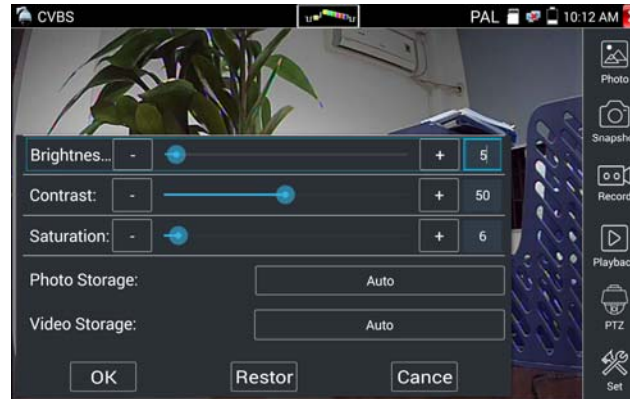 CVBS PAL 10:12 AM
Photo
Snapsho
Record
Playbac
PTZ
Set
Brightnes... - + 5
Contrast: - + 50
Saturation: - + 6
Photo Storage: Auto
Video Storage: Auto
OK Restor Cance